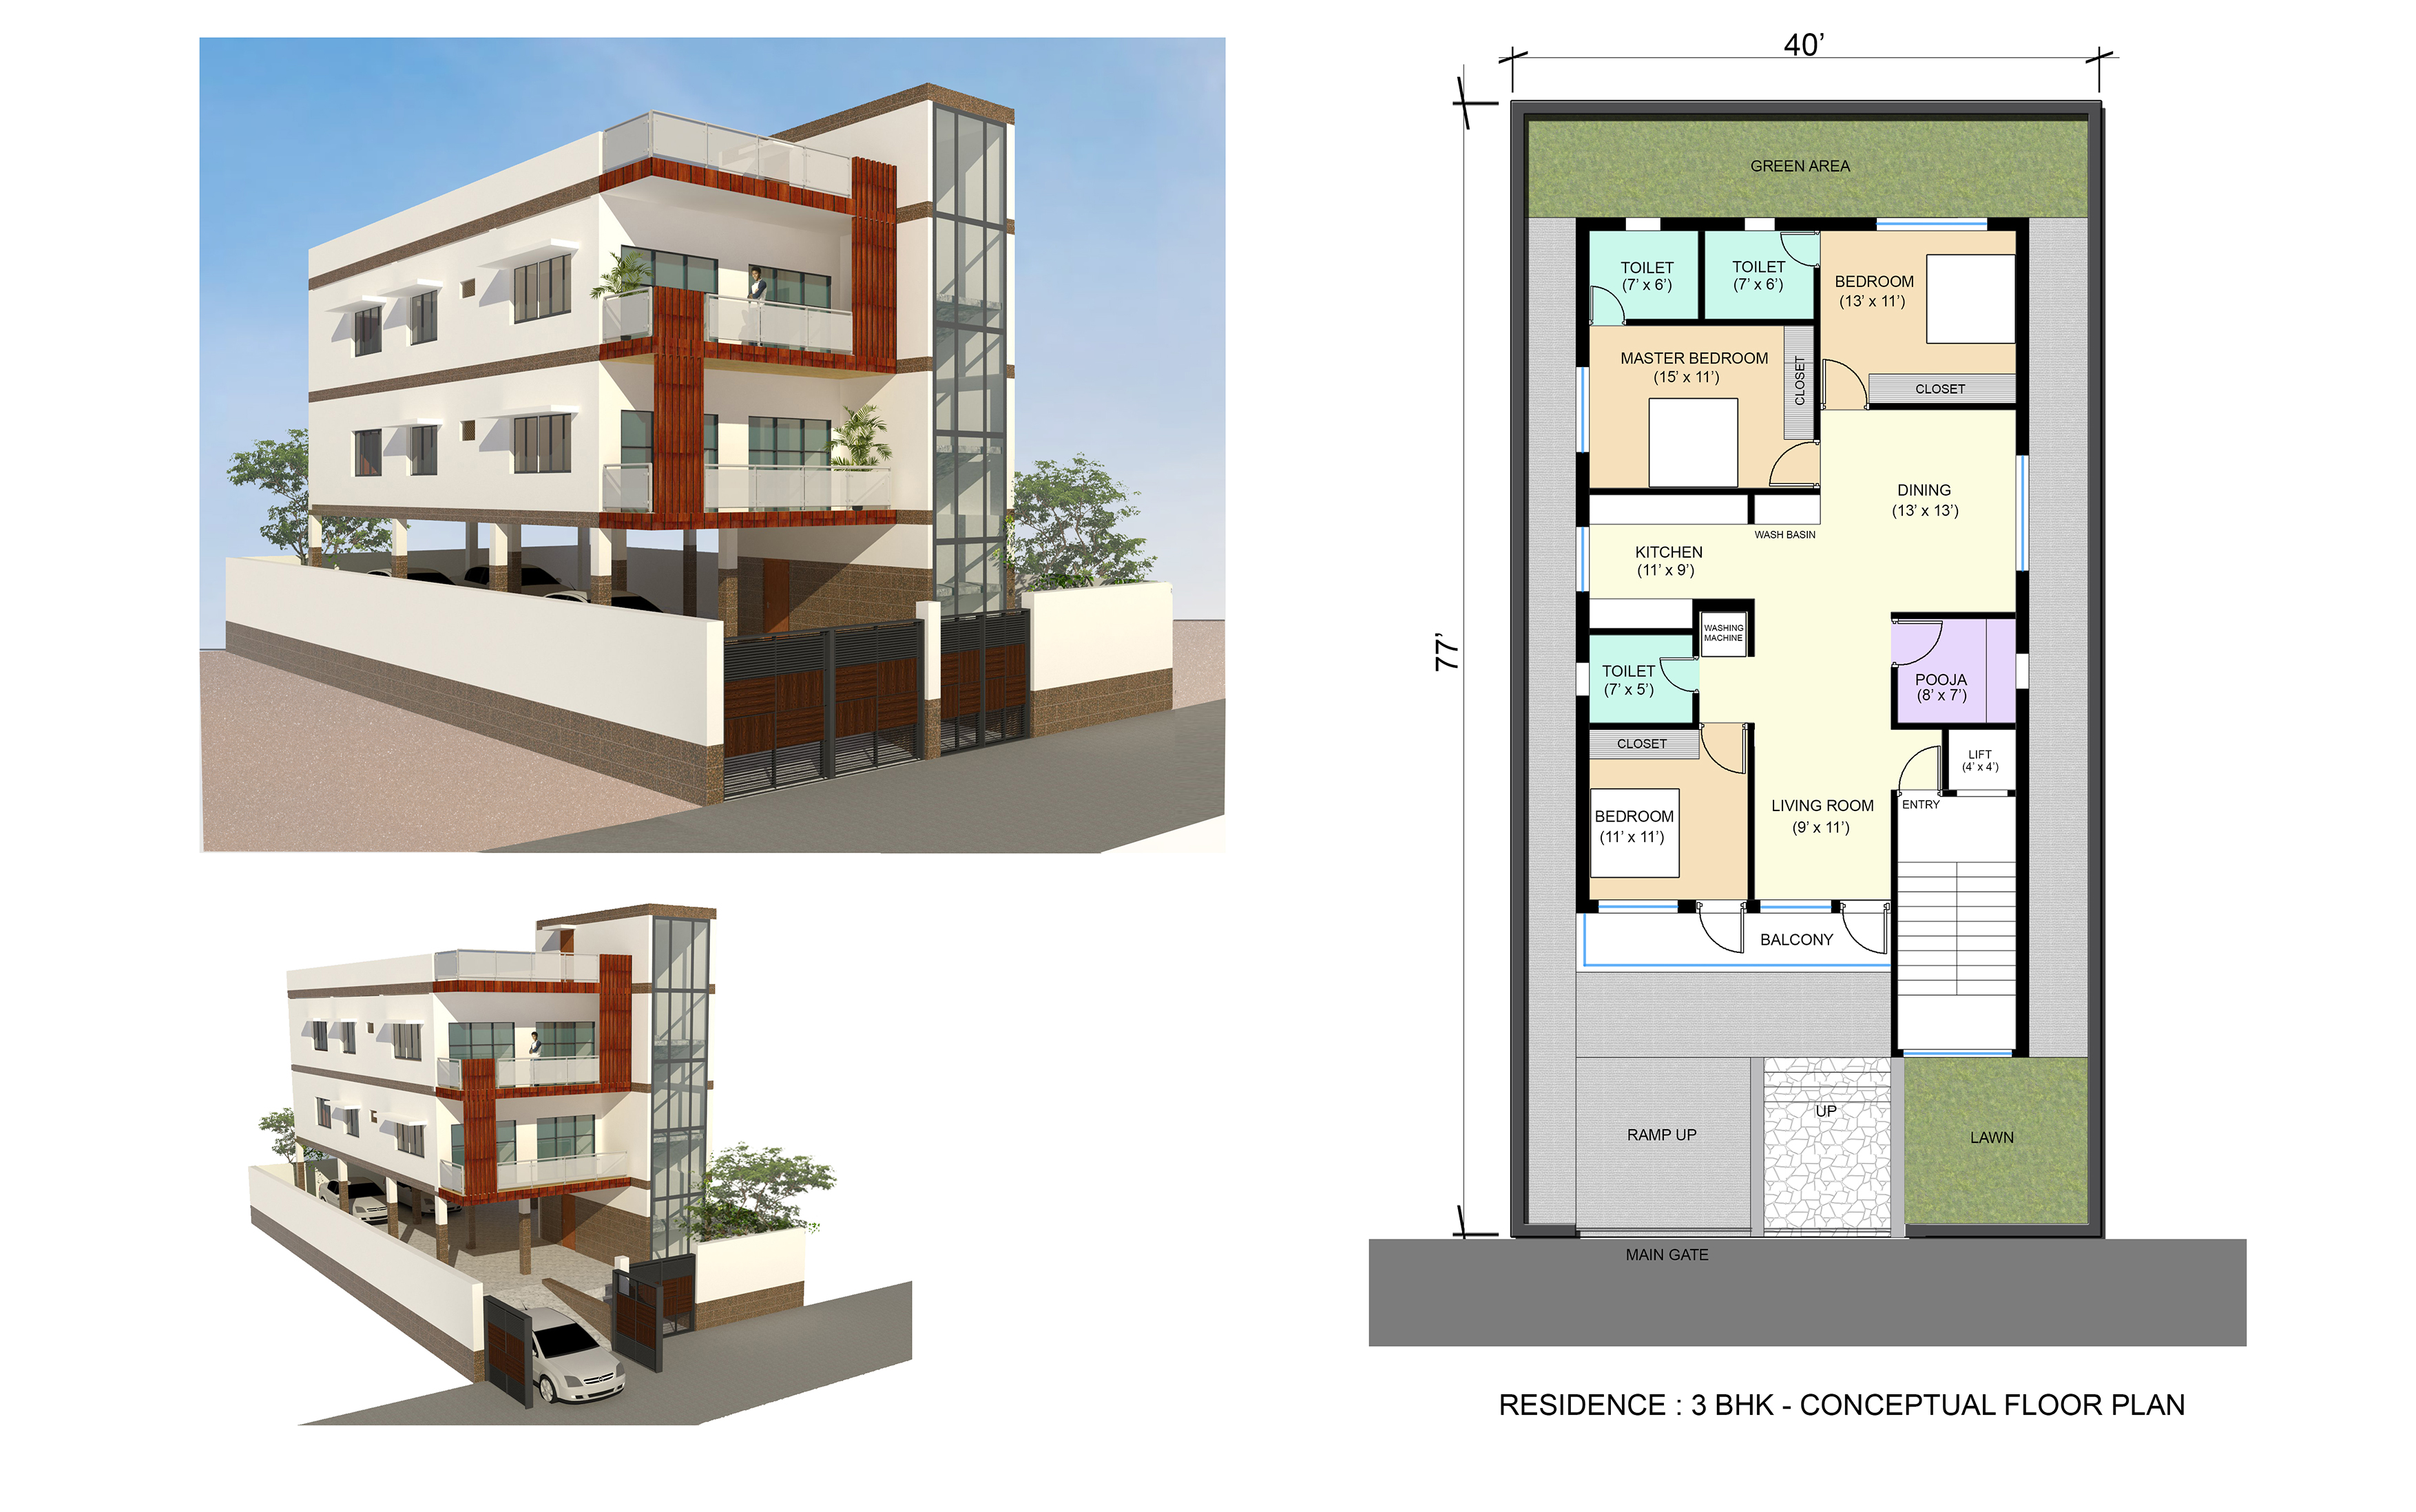 40’
77’
GREEN AREA
TOILET
(7’ x 6’)
TOILET
(7’ x 6’)
BEDROOM
(13’ x 11’)
MASTER BEDROOM
(15’ x 11’)
CLOSET
CLOSET
DINING
(13’ x 13’)
WASH BASIN
KITCHEN
(11’ x 9’)
WASHING
MACHINE
TOILET
(7’ x 5’)
POOJA
(8’ x 7’)
CLOSET
LIFT
(4’ x 4’)
ENTRY
LIVING ROOM
(9’ x 11’)
BEDROOM
(11’ x 11’)
BALCONY
UP
RAMP UP
LAWN
MAIN GATE
RESIDENCE : 3 BHK - CONCEPTUAL FLOOR PLAN